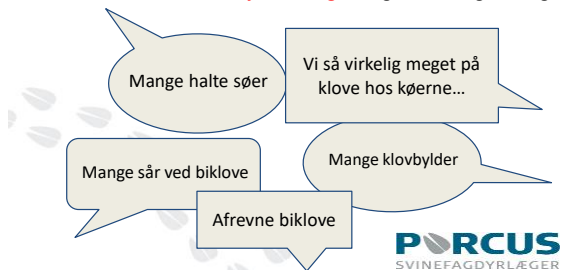 Mange halte søer
Vi så virkelig meget på
klove hos køerne…
Mange sår ved biklove
Mange klovbylder
Afrevne biklove
PORCUS
SVINEFAGDYRLÆGER